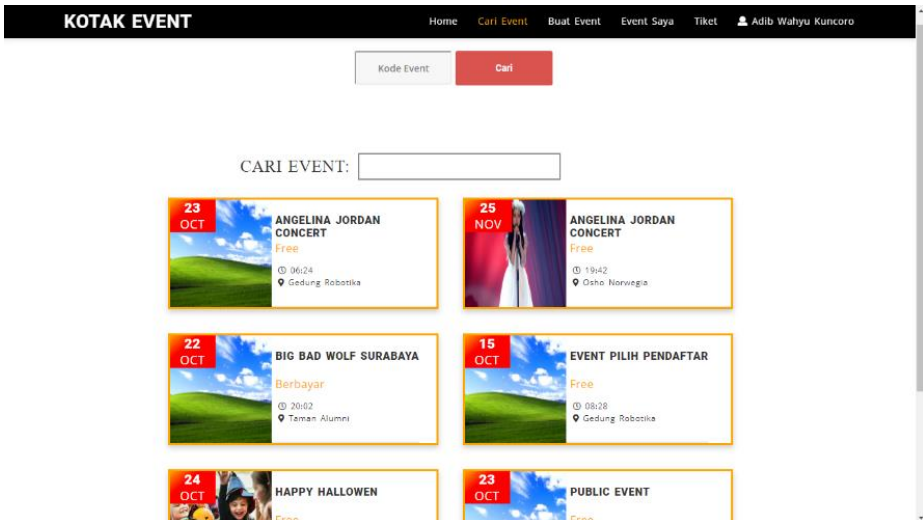 KOTAK EVENT
Home Cari Event Buat Event Event Saya Tiket Adib Wahyu Kuncoro
Kode Event Cari
CARI EVENT:
23
OCT
ANGELINA JORDAN
CONCERT
Free
06:24
Gedung Robotika
25
NOV
ANGELINA JORDAN
CONCERT
Free
19:42
Osho Norwegia
22
OCT
BIG BAD WOLF SURABAYA
Berbayar
20:02
Taman Alumni
15
OCT
EVENT PILIH PENDAFTAR
Free
08:28
Gedung Robotika
24
OCT
HAPPY HALLOWEN
Free
23
OCT
PUBLIC EVENT
Free